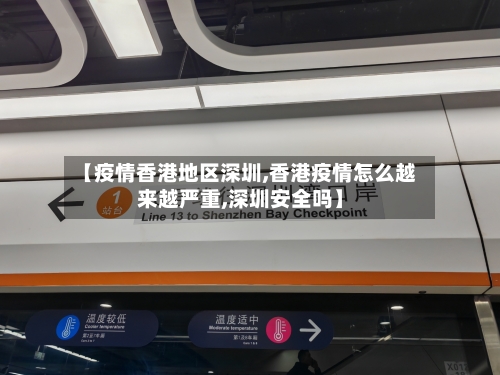 【疫情香港地区深圳,香港疫情怎么越
来越严重,深圳安全吗】
1
站台
Line 13 to Shenzhen Bay Checkpoint
温度较低
Cooler temperature
温度适中
Moderate temperature